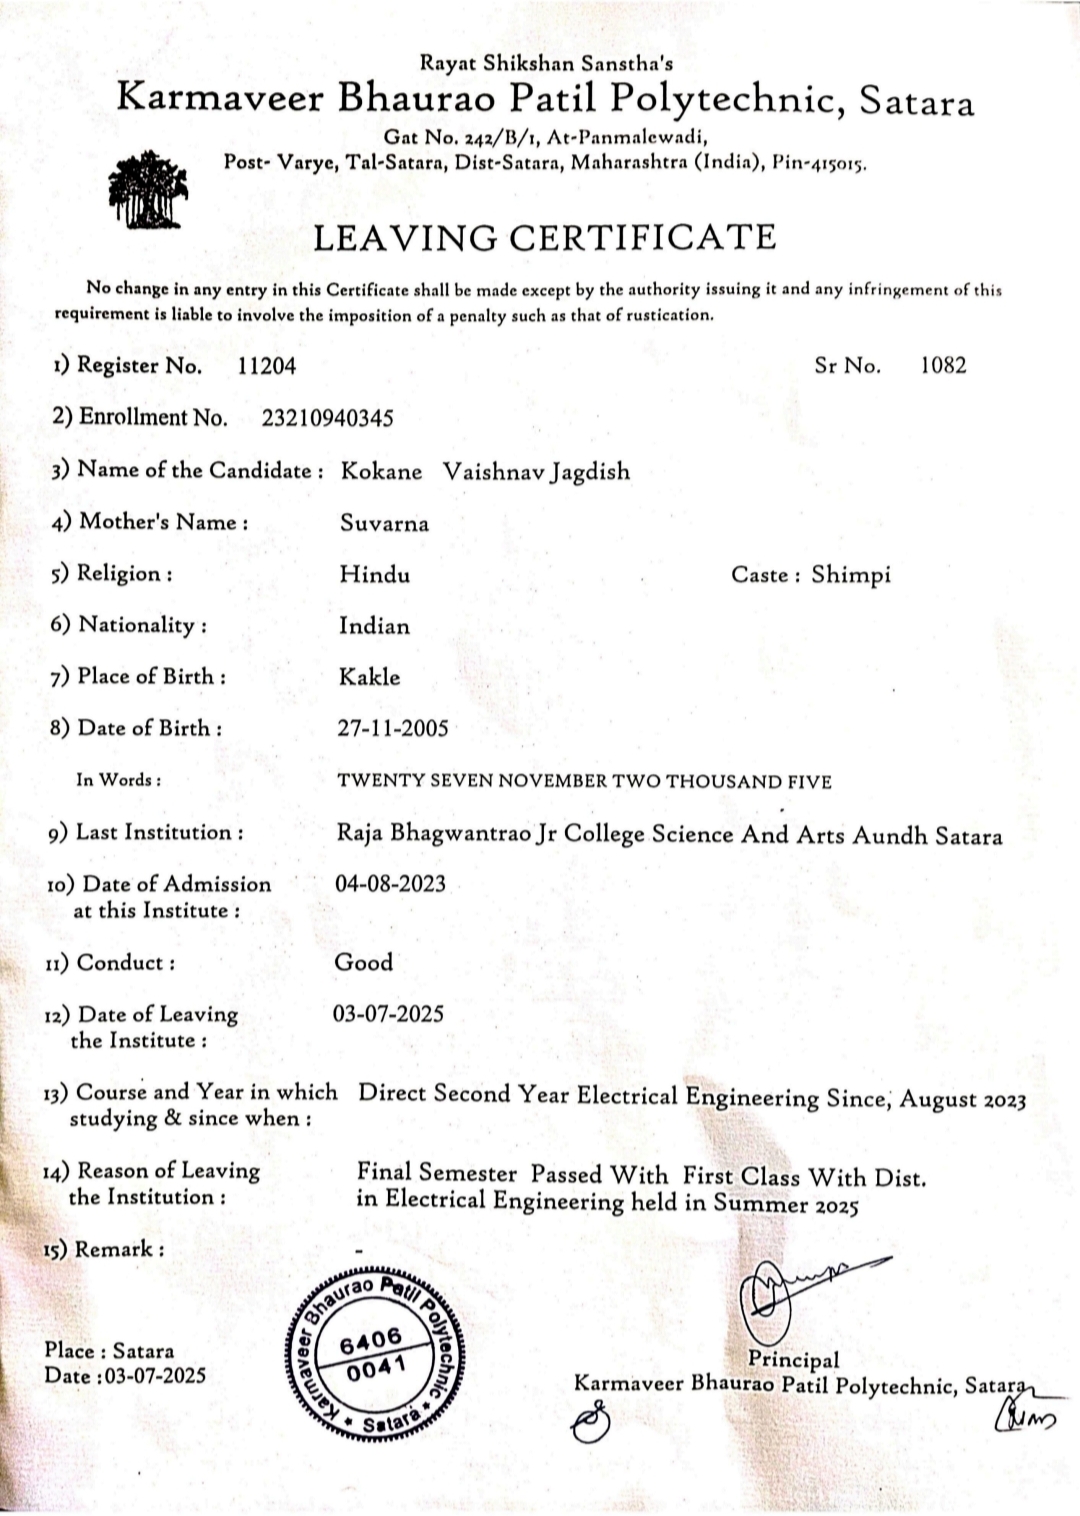 Rayat Shikshan Sanstha's
Karmaveer Bhaurao Patil Polytechnic, Satara
Gat No. 242/B/1, At-Panmalewadi,
Post- Varye, Tal-Satara, Dist-Satara, Maharashtra (India), Pin-415015.
LEAVING CERTIFICATE
No change in any entry in this Certificate shall be made except by the authority issuing it and any infringement of this
requirement is liable to involve the imposition of a penalty such as that of rustication.
1) Register No. 11204 Sr No. 1082
2) Enrollment No. 23210940345
3) Name of the Candidate : Kokane Vaishnav Jagdish
4) Mother's Name : Suvarna
5) Religion : Hindu Caste : Shimpi
6) Nationality : Indian
7) Place of Birth : Kakle
8) Date of Birth : 27-11-2005
In Words : TWENTY SEVEN NOVEMBER TWO THOUSAND FIVE
9) Last Institution : Raja Bhagwantrao Jr College Science And Arts Aundh Satara
10) Date of Admission 04-08-2023
at this Institute :
11) Conduct : Good
12) Date of Leaving 03-07-2025
the Institute :
13) Course and Year in which Direct Second Year Electrical Engineering Since, August 2023
studying & since when :
14) Reason of Leaving Final Semester Passed With First Class With Dist.
the Institution : in Electrical Engineering held in Summer 2025
15) Remark : -
Karmaveer Bhaurao Patil Polytechnic
6406
0041
* Satara *
Place : Satara
Date :03-07-2025
Principal
Karmaveer Bhaurao Patil Polytechnic, Satara